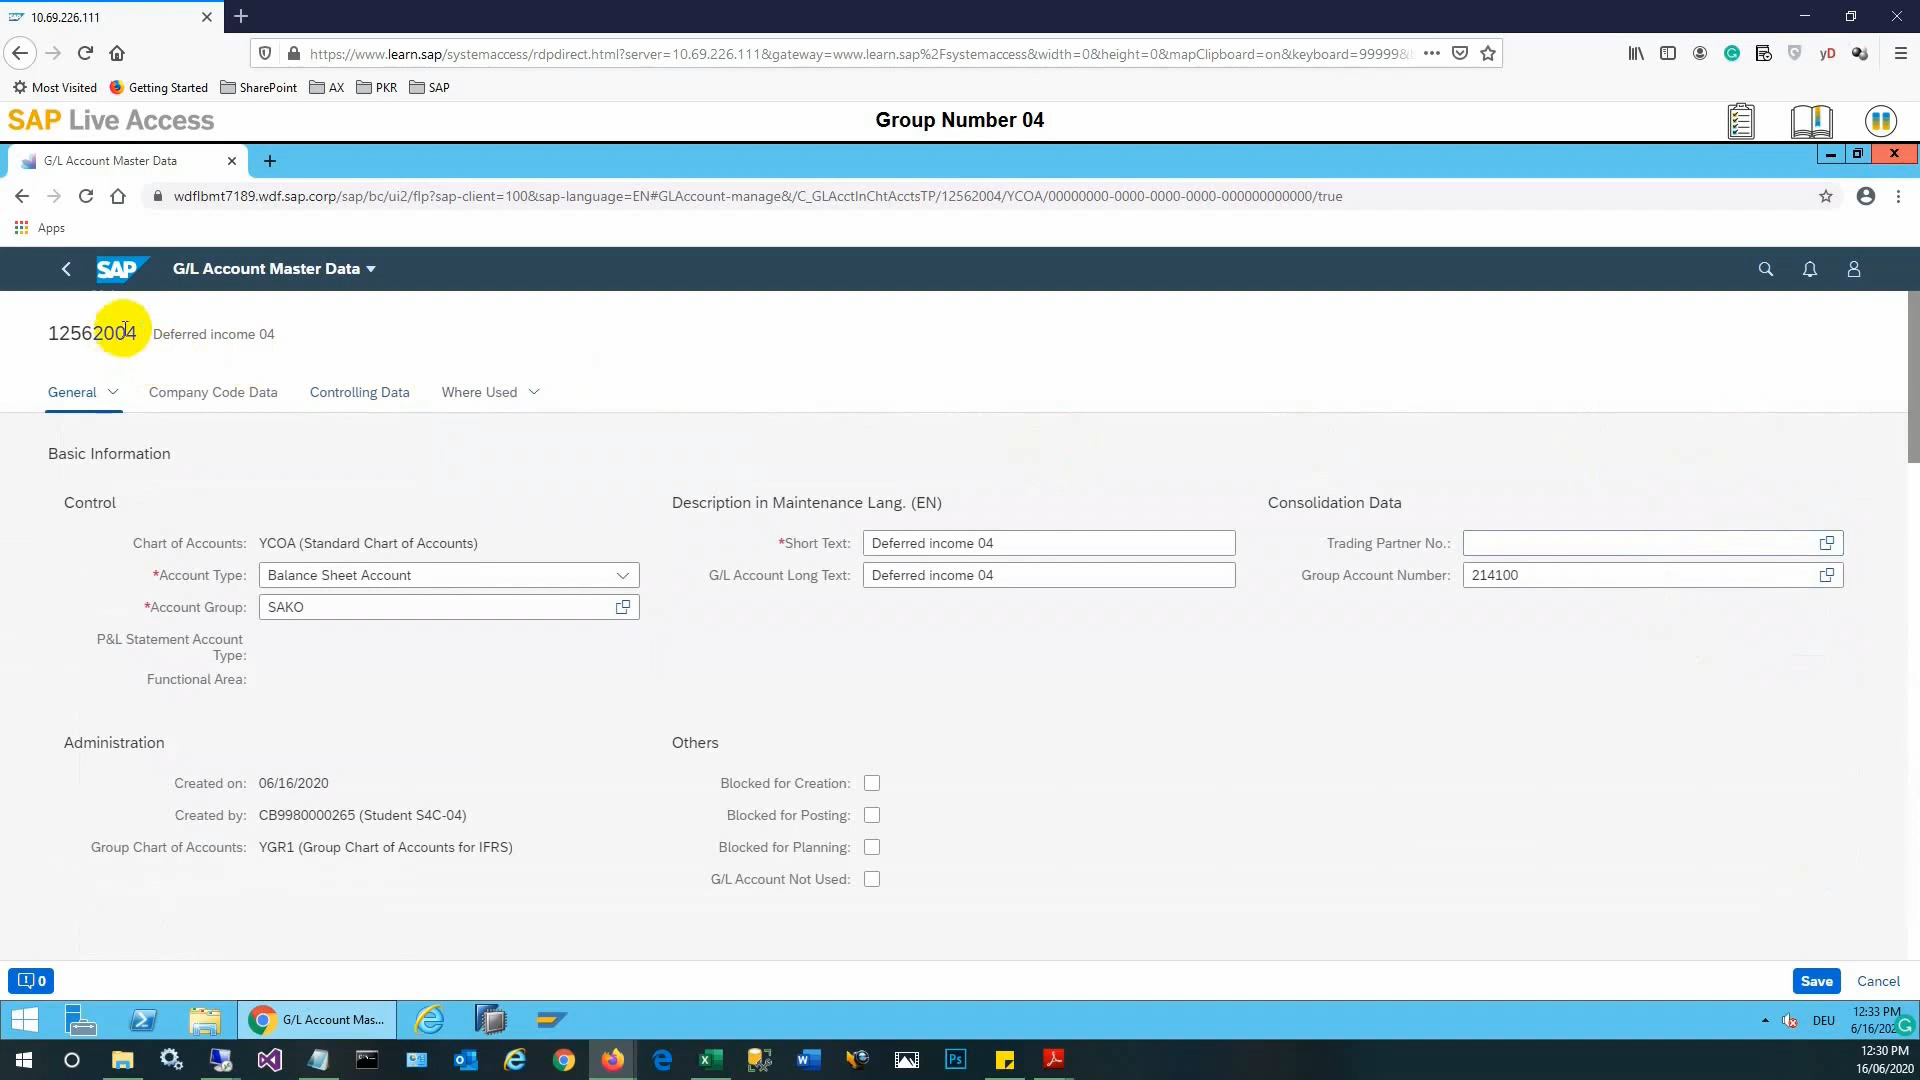 10.69.226.111
https://www.learn.sap/systemaccess/rdpdirect.html?server=10.69.226.111&gateway=www.learn.sap%2Fsystemaccess&width=0&height=0&mapClipboard=on&keyboard=99999&l
yD
Most Visited
Getting Started
SharePoint
AX
PKR
SAP
SAP Live Access
Group Number 04
G/L Account Master Data
wdflbmt7189.wdf.sap.corp/sap/bc/ui2/flp?sap-client=100&sap-language=EN#GLAccount-manage&/C_GLAcctInChtAcctsTP/12562004/YCOA/00000000-0000-0000-0000-000000000000/true
Apps
SAP
G/L Account Master Data
12562004
Deferred income 04
General
Company Code Data
Controlling Data
Where Used
Basic Information
Control
Chart of Accounts: YCOA (Standard Chart of Accounts)
*Account Type: Balance Sheet Account
*Account Group: SAKO
P&L Statement Account
Type:
Functional Area:
Description in Maintenance Lang. (EN)
*Short Text: Deferred income 04
G/L Account Long Text: Deferred income 04
Consolidation Data
Trading Partner No.:
Group Account Number: 214100
Administration
Created on: 06/16/2020
Created by: CB9980000265 (Student S4C-04)
Group Chart of Accounts: YGR1 (Group Chart of Accounts for IFRS)
Others
Blocked for Creation:
Blocked for Posting:
Blocked for Planning:
G/L Account Not Used:
0
Save
Cancel
G/L Account Mas...
DEU
12:33 PM
12:30 PM
16/06/2020